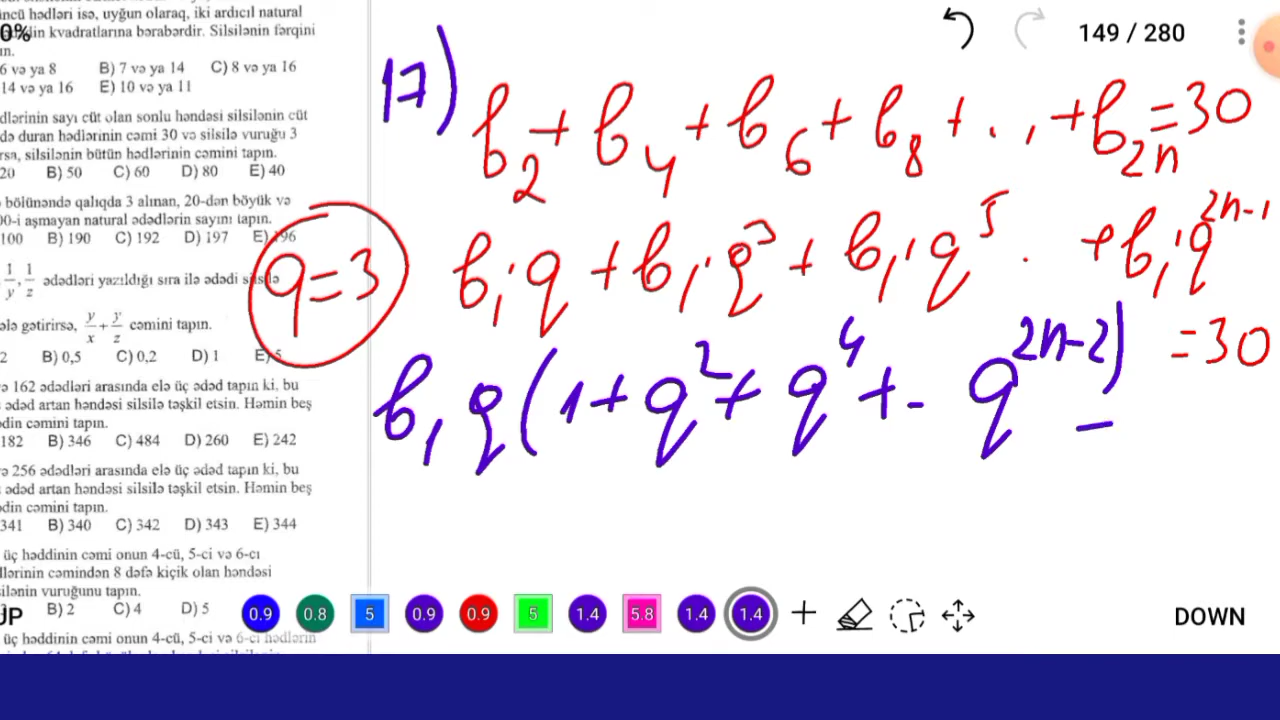 üncü hədləri isə, uyğun olaraq, iki ardıcıl natural
din kvadratlarına bərabərdir. Silsilənin fərqini
ın.
0%
6 və ya 8 B) 7 və ya 14 C) 8 və ya 16
14 və ya 16 E) 10 və ya 11
dlərinin sayı cüt olan sonlu həndəsi silsilənin cüt
də duran hədlərinin cəmi 30 və silsilə vuruğu 3
rsa, silsilənin bütün hədlərinin cəmini tapın.
20 B) 50 C) 60 D) 80 E) 40
bölünəndə qalıqda 3 alınan, 20-dən böyük və
00-i aşmayan natural ədədlərin sayını tapın.
100 B) 190 C) 192 D) 197 E) 196
1/y, 1/z ədədləri yazıldığı sıra ilə ədədi silsilə
ələ gətirirsə, y/x + y/z cəmini tapın.
2 B) 0,5 C) 0,2 D) 1 E) 5
ə 162 ədədləri arasında elə üç ədəd tapın ki, bu
ədəd artan həndəsi silsilə təşkil etsin. Həmin beş
din cəmini tapın.
182 B) 346 C) 484 D) 260 E) 242
ə 256 ədədləri arasında elə üç ədəd tapın ki, bu
ədəd artan həndəsi silsilə təşkil etsin. Həmin beş
din cəmini tapın.
341 B) 340 C) 342 D) 343 E) 344
üç həddinin cəmi onun 4-cü, 5-ci və 6-cı
lərinin cəmindən 8 dəfə kiçik olan həndəsi
silənin vuruğunu tapın.
B) 2 C) 4 D) 5
üç həddinin cəmi onun 4-cü, 5-ci və 6-cı hədlərin
149 / 280
17) b₂ + b₄ + b₆ + b₈ + ... + b₂ₙ = 30
q = 3
b₁·q + b₁·q³ + b₁·q⁵ . + b₁·q²ⁿ⁻¹
= 30
b₁q(1 + q² + q⁴ + - q²ⁿ⁻²) =
UP 0.9 0.8 5 0.9 0.9 5 1.4 5.8 1.4 1.4 + DOWN